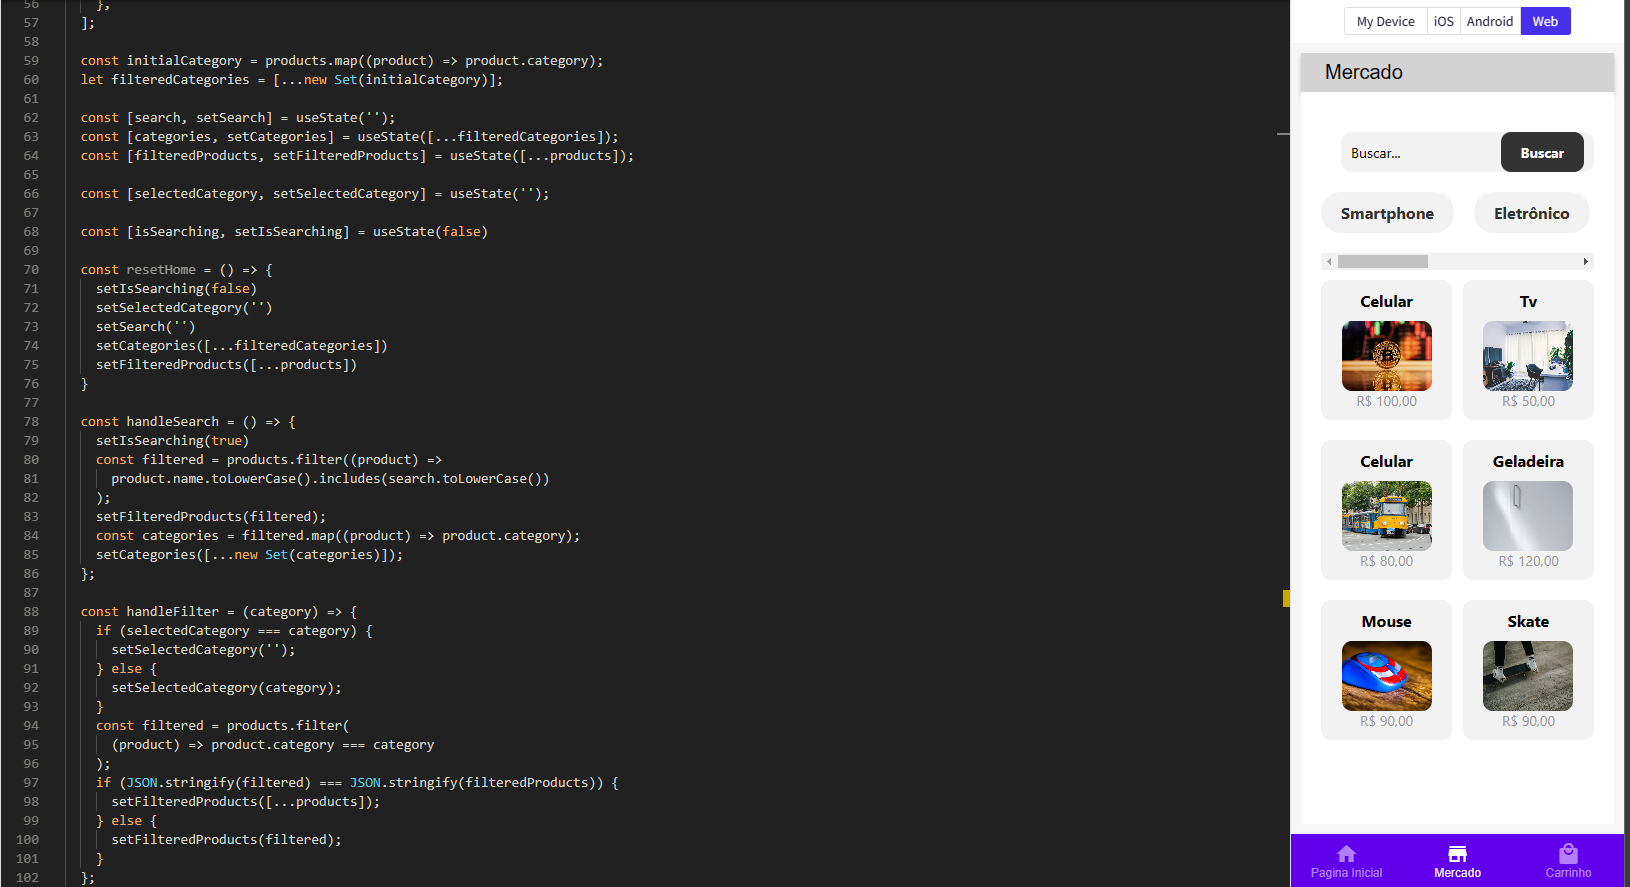 56 },
57 ];
58
59 const initialCategory = products.map((product) => product.category);
60 let filteredCategories = [...new Set(initialCategory)];
61
62 const [search, setSearch] = useState('');
63 const [categories, setCategories] = useState([...filteredCategories]);
64 const [filteredProducts, setFilteredProducts] = useState([...products]);
65
66 const [selectedCategory, setSelectedCategory] = useState('');
67
68 const [isSearching, setIsSearching] = useState(false)
69
70 const resetHome = () => {
71 setIsSearching(false)
72 setSelectedCategory('')
73 setSearch('')
74 setCategories([...filteredCategories])
75 setFilteredProducts([...products])
76 }
77
78 const handleSearch = () => {
79 setIsSearching(true)
80 const filtered = products.filter((product) =>
81 product.name.toLowerCase().includes(search.toLowerCase())
82 );
83 setFilteredProducts(filtered);
84 const categories = filtered.map((product) => product.category);
85 setCategories([...new Set(categories)]);
86 };
87
88 const handleFilter = (category) => {
89 if (selectedCategory === category) {
90 setSelectedCategory('');
91 } else {
92 setSelectedCategory(category);
93 }
94 const filtered = products.filter(
95 (product) => product.category === category
96 );
97 if (JSON.stringify(filtered) === JSON.stringify(filteredProducts)) {
98 setFilteredProducts([...products]);
99 } else {
100 setFilteredProducts(filtered);
101 }
102 };
My Device iOS Android Web
Mercado
Buscar... Buscar
Smartphone Eletrônico
Celular Tv
R$ 100,00 R$ 50,00
Celular Geladeira
R$ 80,00 R$ 120,00
Mouse Skate
R$ 90,00 R$ 90,00
Pagina Inicial Mercado Carrinho